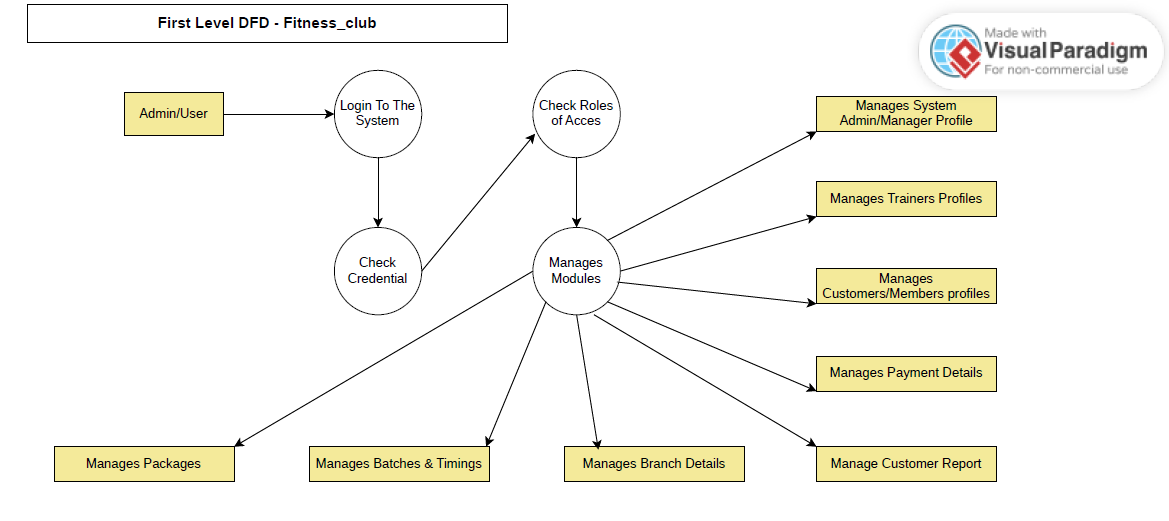 First Level DFD - Fitness_club
Made with
VisualParadigm
For non-commercial use
Admin/User
Login To The
System
Check Roles
of Acces
Manages System
Admin/Manager Profile
Manages Trainers Profiles
Check
Credential
Manages
Modules
Manages
Customers/Members profiles
Manages Payment Details
Manages Packages
Manages Batches & Timings
Manages Branch Details
Manage Customer Report